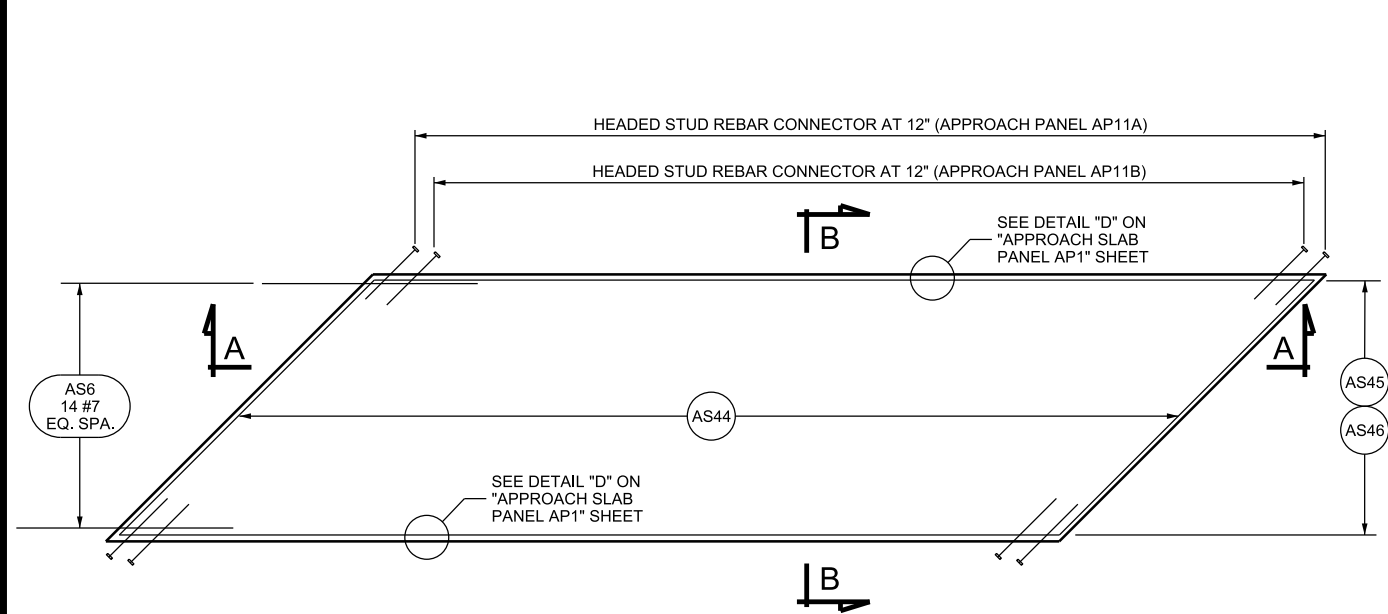 HEADED STUD REBAR CONNECTOR AT 12" (APPROACH PANEL AP11A)
HEADED STUD REBAR CONNECTOR AT 12" (APPROACH PANEL AP11B)
B
SEE DETAIL "D" ON
"APPROACH SLAB
PANEL AP1" SHEET
A
A
AS6
14 #7
EQ. SPA.
AS44
AS45
AS46
SEE DETAIL "D" ON
"APPROACH SLAB
PANEL AP1" SHEET
B